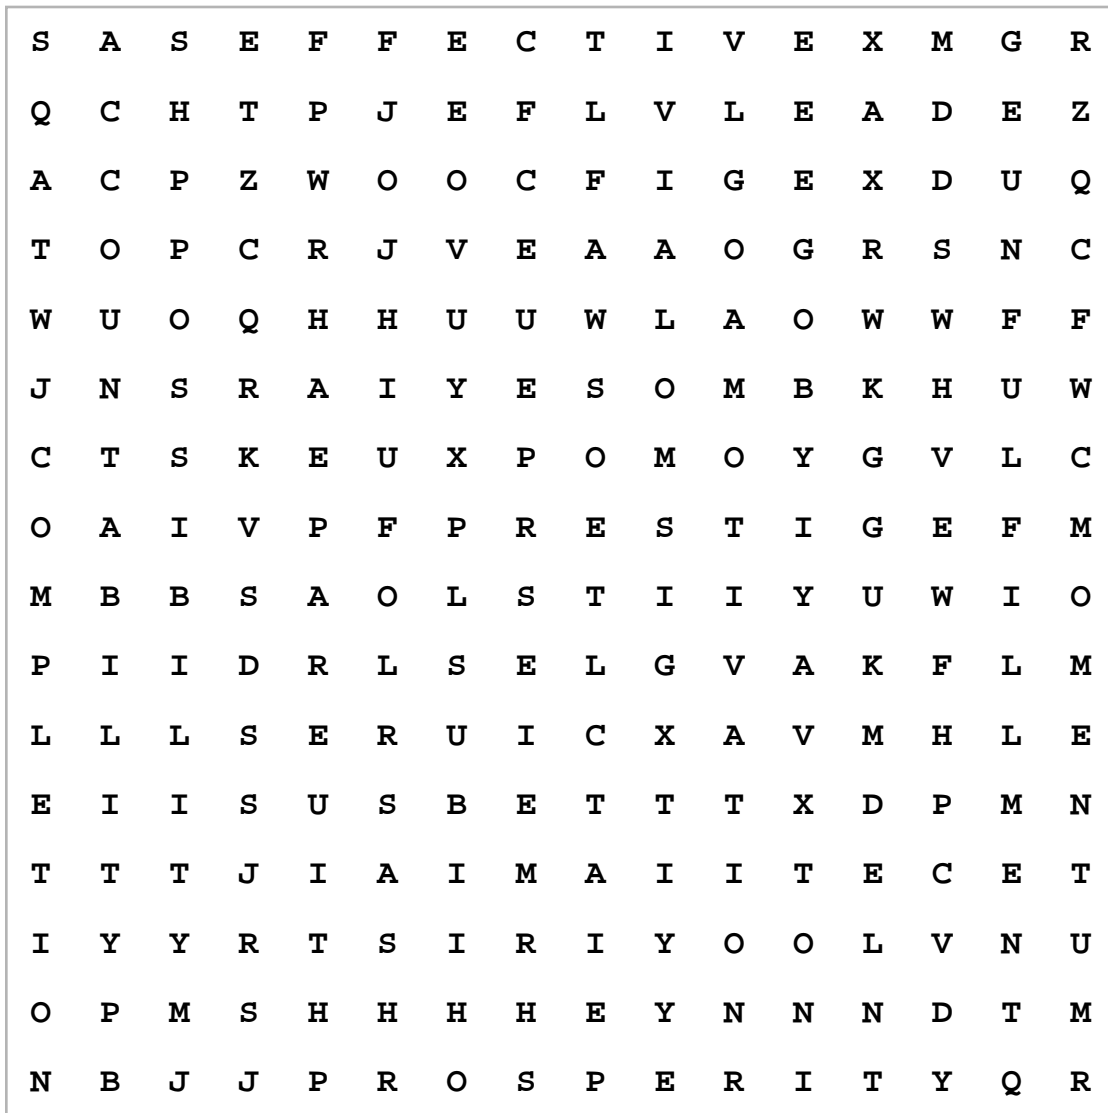 S A S E F F E C T I V E X M G R
Q C H T P J E F L V L E A D E Z
A C P Z W O O C F I G E X D U Q
T O P C R J V E A A O G R S N C
W U O Q H H U U W L A O W W F F
J N S R A I Y E S O M B K H U W
C T S K E U X P O M O Y G V L C
O A I V P F P R E S T I G E F M
M B B S A O L S T I I Y U W I O
P I I D R L S E L G V A K F L M
L L L S E R U I C X A V M H L E
E I I S U S B E T T T X D P M N
T T T J I A I M A I I T E C E T
I Y Y R T S I R I Y O O L V N U
O P M S H H H H E Y N N N D T M
N B J J P R O S P E R I T Y Q R